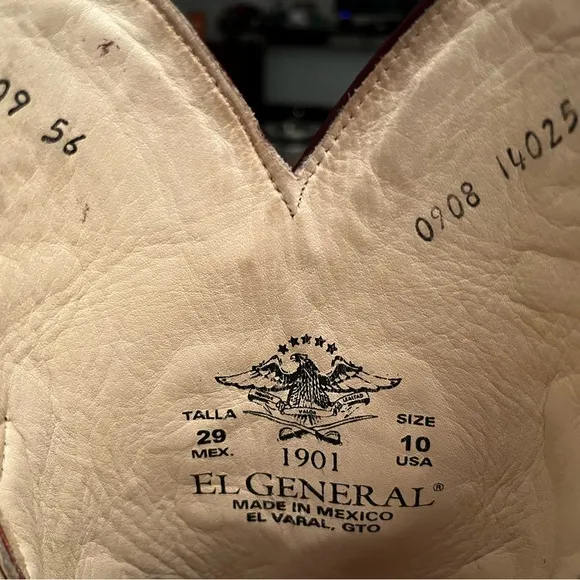 09 56
0908 14025
LEALTAD
VALOR
TALLA
29
MEX.
SIZE
10
USA
1901
EL GENERAL®
MADE IN MEXICO
EL VARAL, GTO